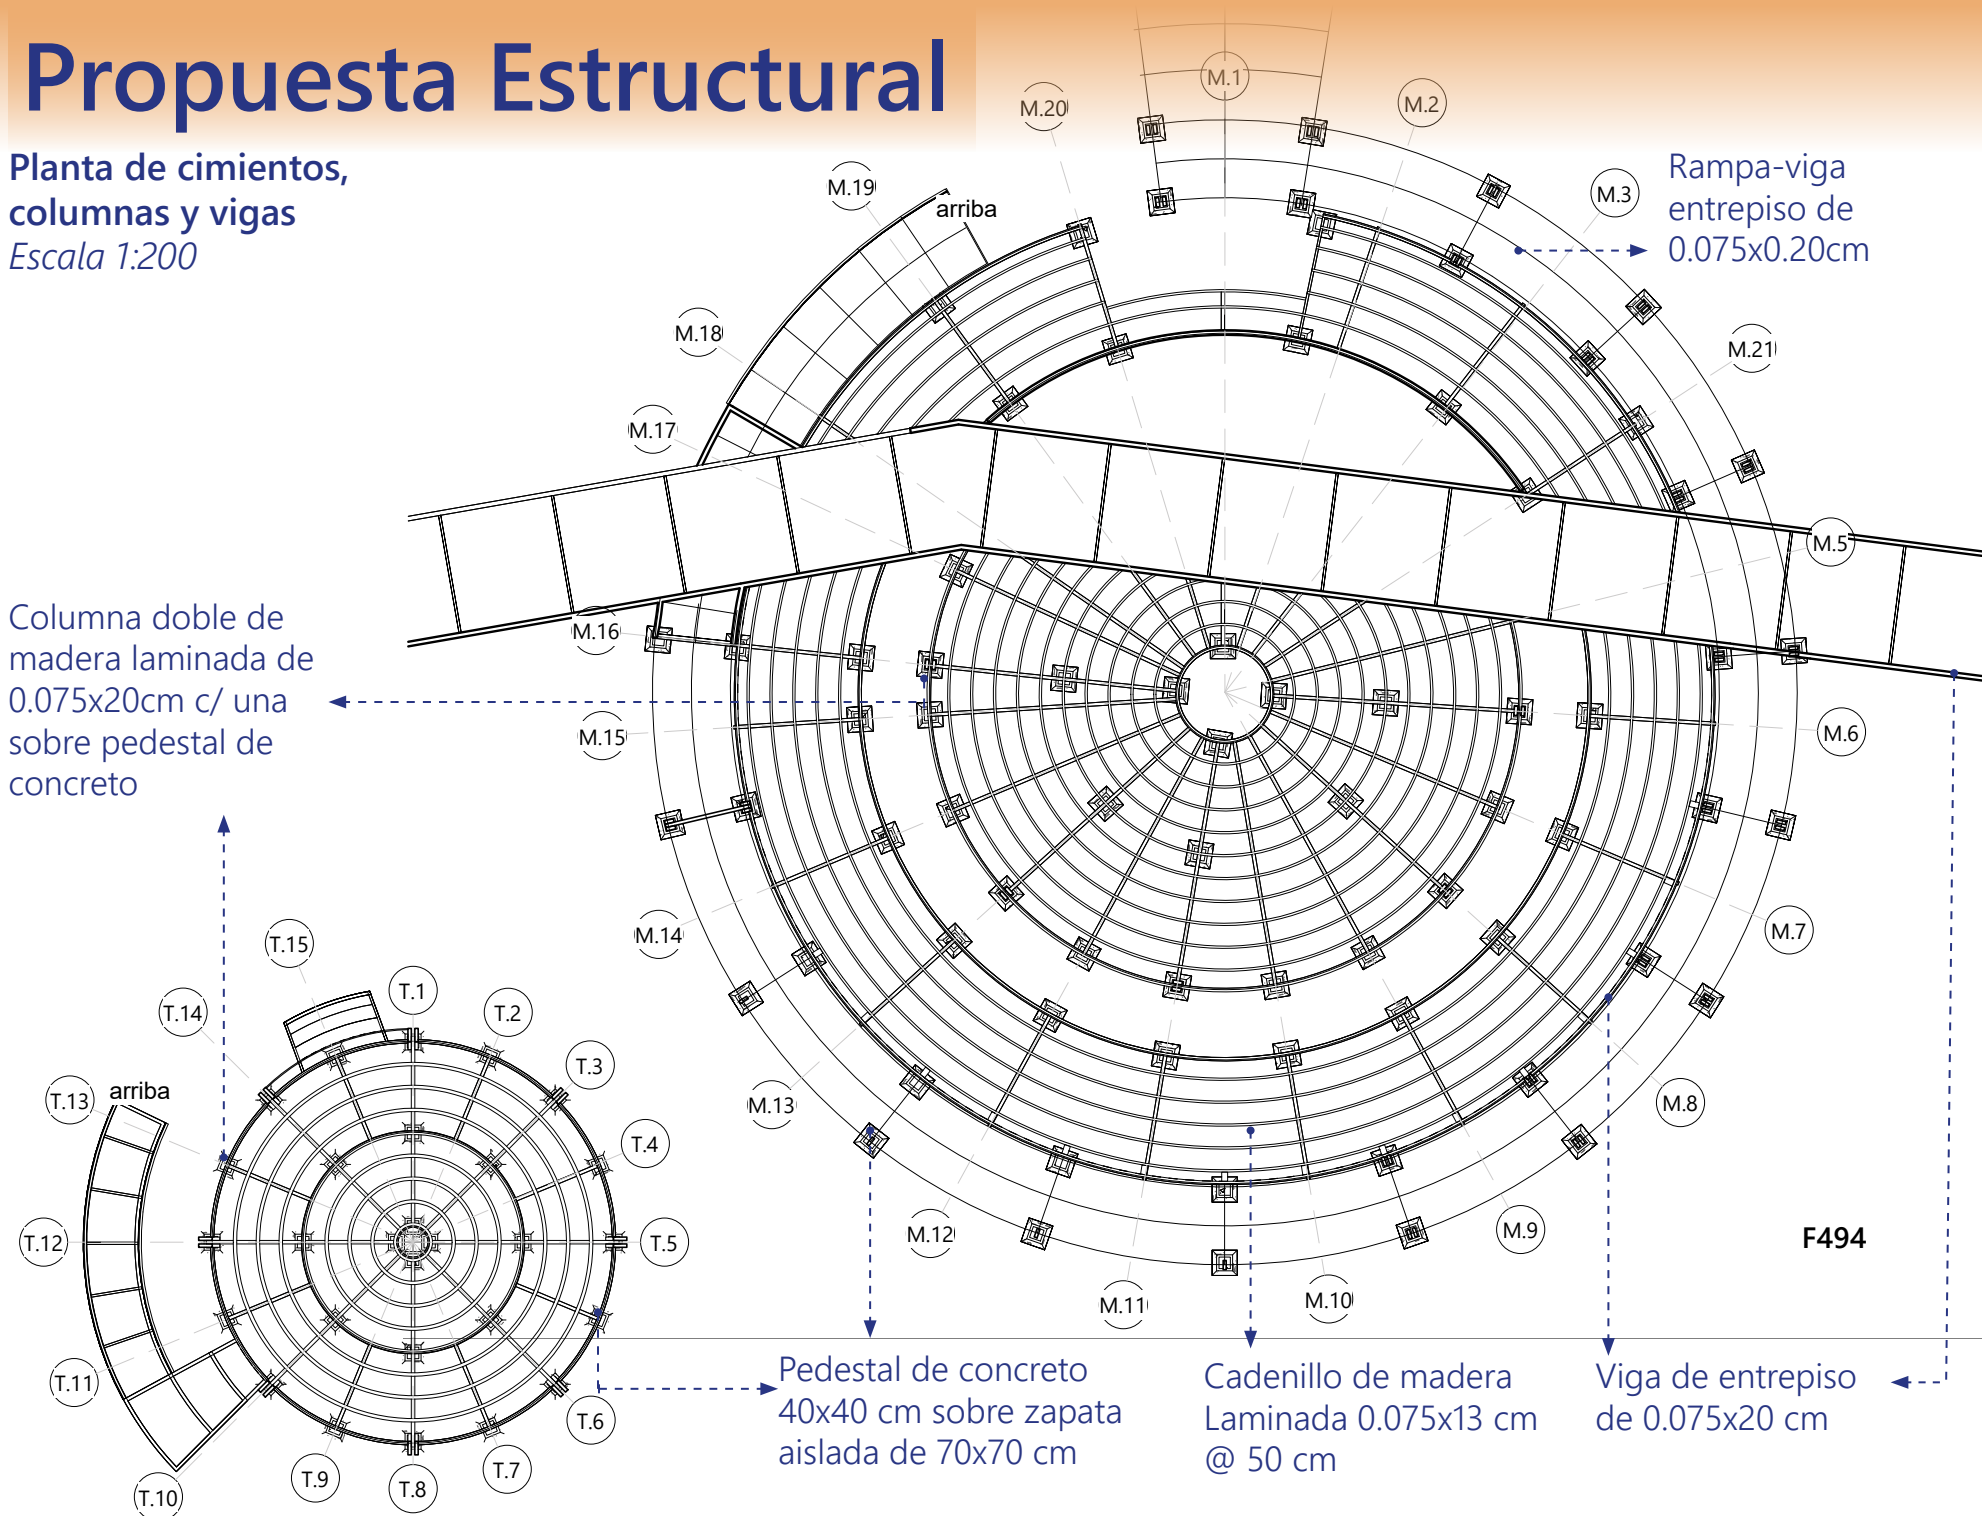 Propuesta Estructural
Planta de cimientos,
columnas y vigas
Escala 1:200
M.1
M.2
M.20
M.19
arriba
M.3
Rampa-viga
entrepiso de
0.075x0.20cm
M.18
M.21
M.17
M.5
Columna doble de
madera laminada de
0.075x20cm c/ una
sobre pedestal de
concreto
M.16
M.15
M.6
M.14
M.7
M.13
M.8
M.12
M.9
M.11
M.10
F494
T.15
T.1
T.14
T.2
T.3
T.13
arriba
T.4
T.12
T.5
T.11
T.6
T.10
T.9
T.8
T.7
Pedestal de concreto
40x40 cm sobre zapata
aislada de 70x70 cm
Cadenillo de madera
Laminada 0.075x13 cm
@ 50 cm
Viga de entrepiso
de 0.075x20 cm